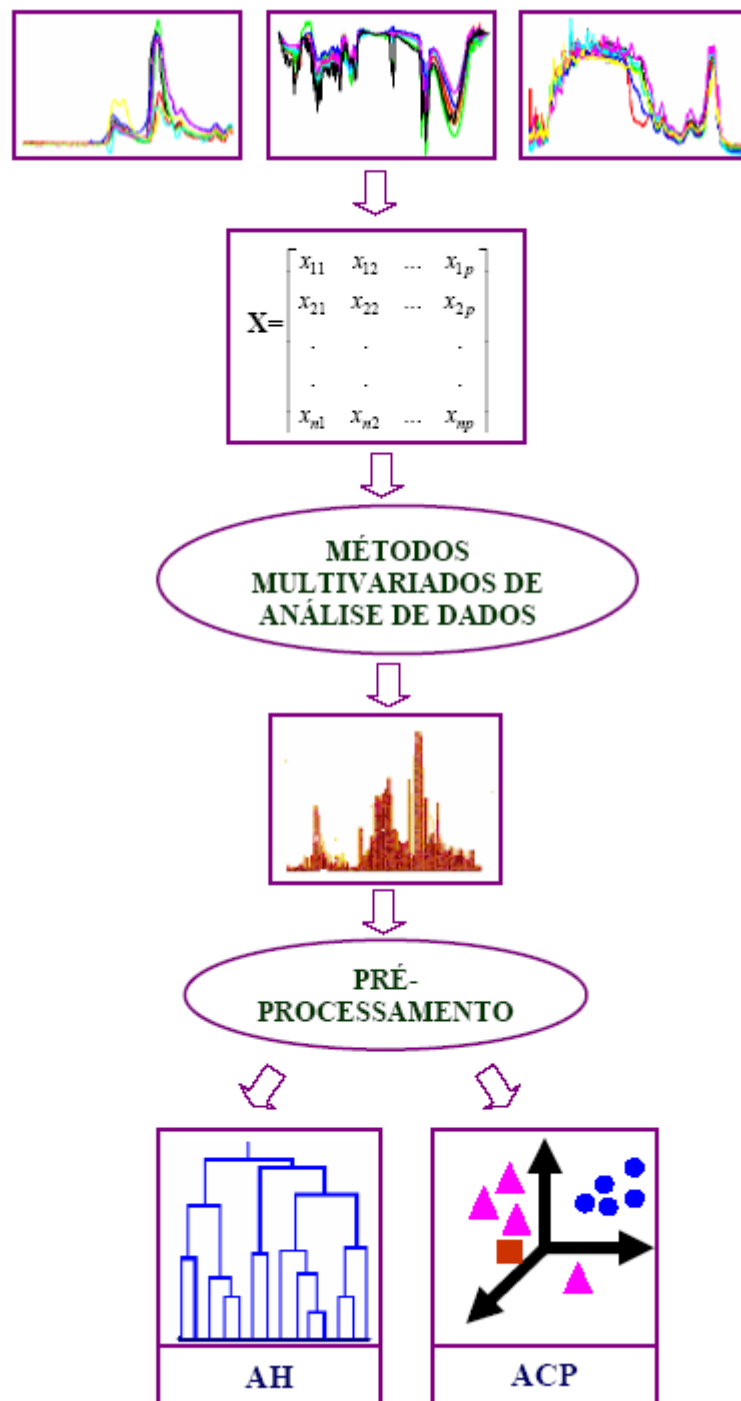 x11 x12 ... x1p
x21 x22 ... x2p
X=
. . .
. . .
xn1 xn2 ... xnp
MÉTODOS
MULTIVARIADOS DE
ANÁLISE DE DADOS
PRÉ-
PROCESSAMENTO
AH
ACP